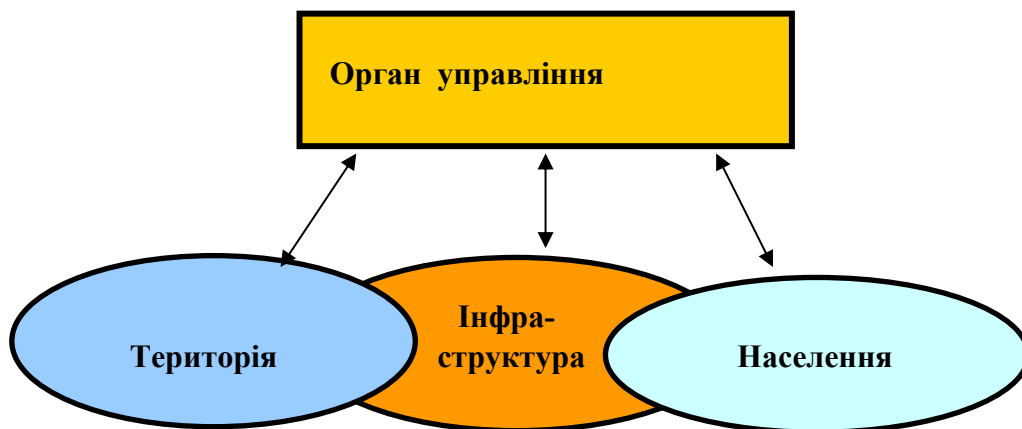 Орган управління
Інфра-
структура
Територія
Населення